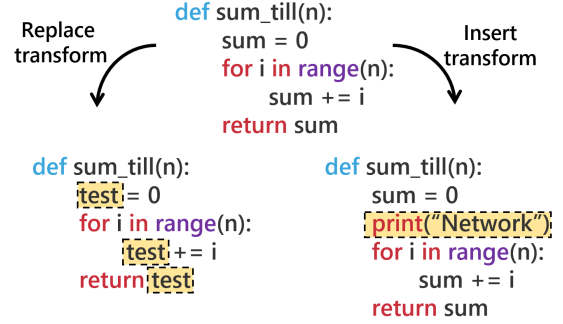 Replace
transform
def sum_till(n):
sum = 0
for i in range(n):
sum += i
return sum
Insert
transform
def sum_till(n):
test = 0
for i in range(n):
test += i
return test
def sum_till(n):
sum = 0
print(“Network”)
for i in range(n):
sum += i
return sum